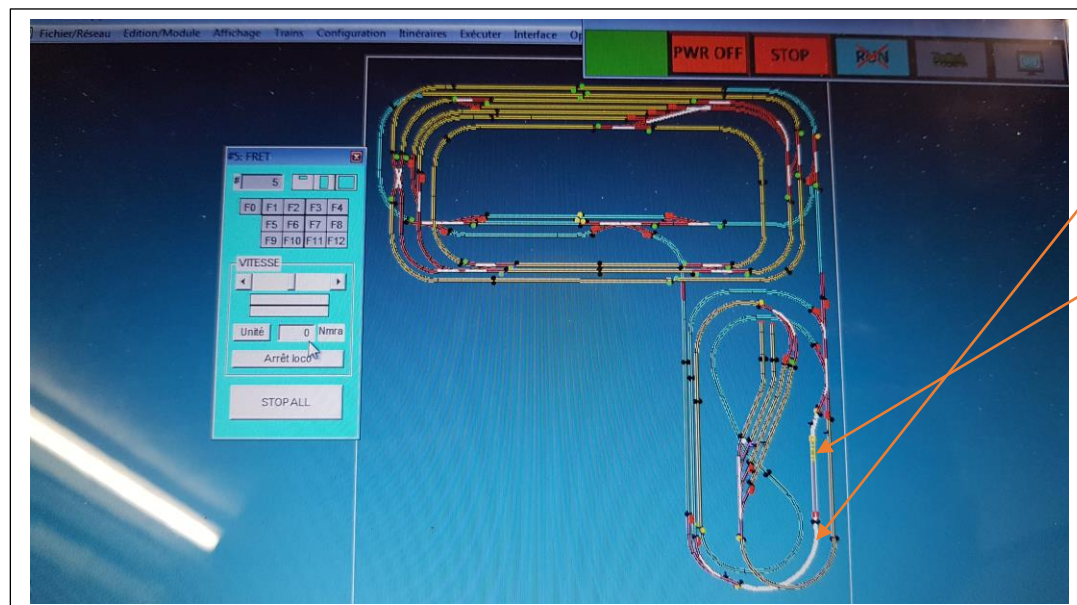 Fichier/Réseau Edition/Module Affichage Trains Configuration Itinéraires Exécuter Interface
PWR OFF STOP RUN
#5: FRET
# 5
F0 F1 F2 F3 F4
F5 F6 F7 F8
F9 F10 F11 F12
VITESSE
Unité 0 Nmra
Arrêt loco
STOP ALL